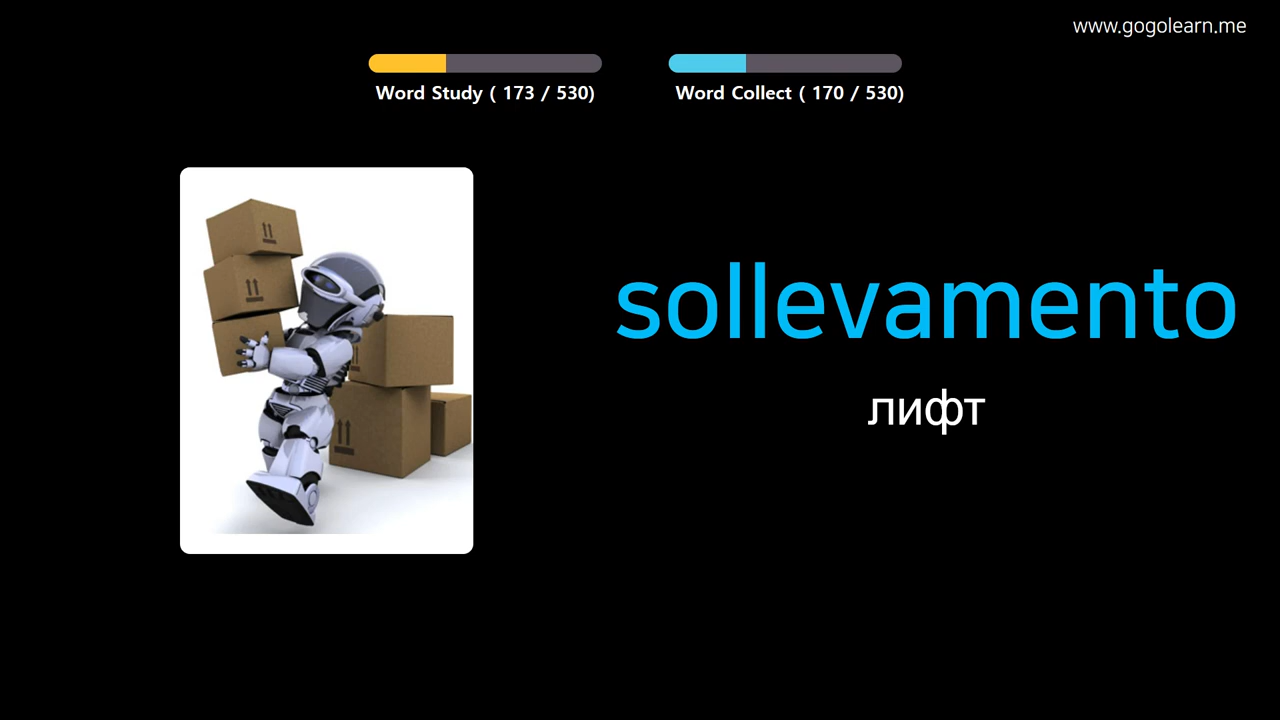 www.gogolearn.me
Word Study ( 173 / 530)
Word Collect ( 170 / 530)
sollevamento
лифт